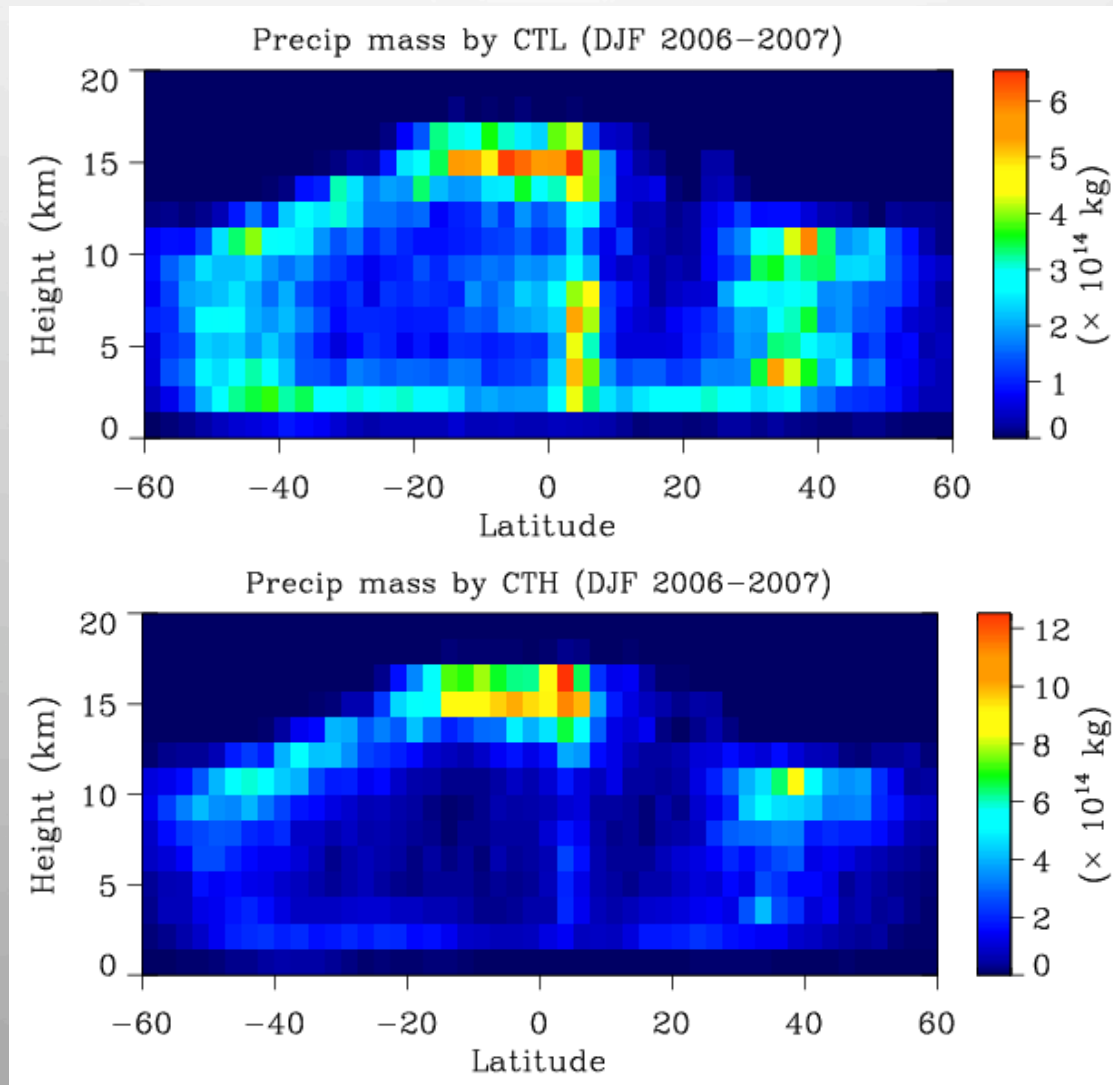 Precip mass by CTL (DJF 2006−2007)
20
15
10
5
0
Height (km)
−60 −40 −20 0 20 40 60
Latitude
6
5
4
3
2
1
0
(× 10¹⁴ kg)
Precip mass by CTH (DJF 2006−2007)
20
15
10
5
0
Height (km)
−60 −40 −20 0 20 40 60
Latitude
12
10
8
6
4
2
0
(× 10¹⁴ kg)